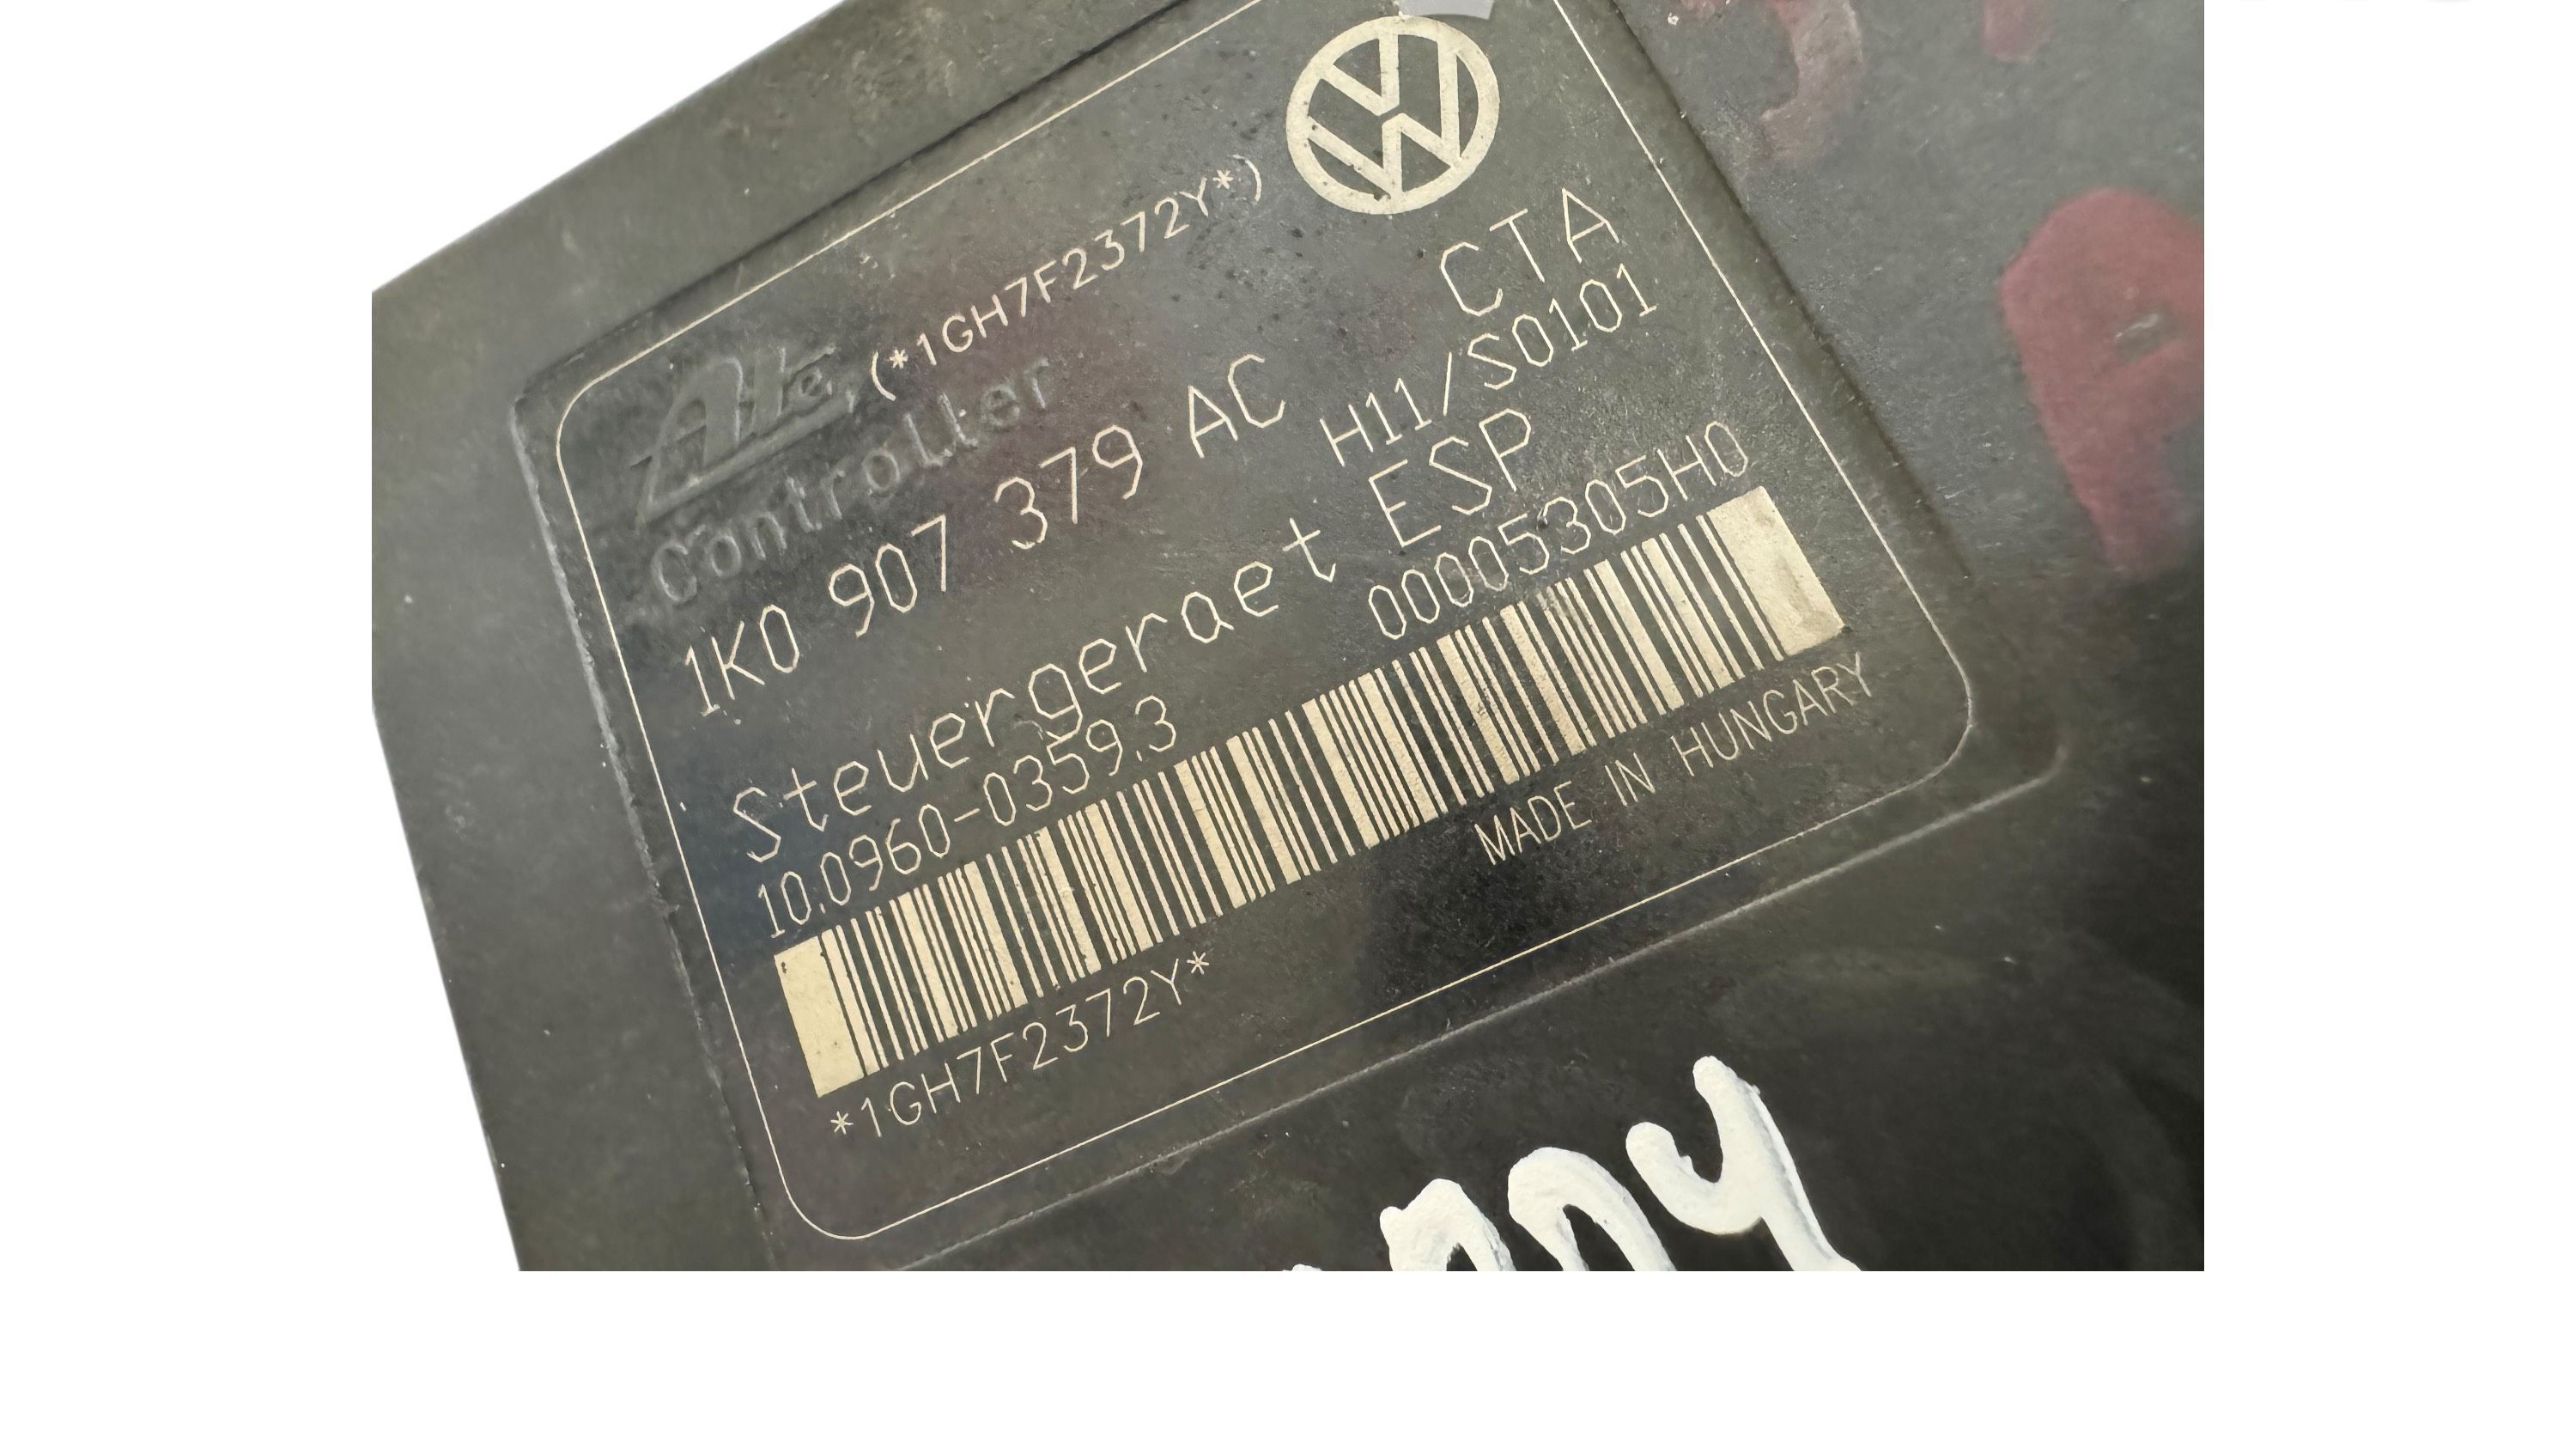 Ate (*1GH7F2372Y*)
Controller
CTA
1K0 907 379 AC H11/S0101
Steuergeraet ESP
10.0960-0359.3 00005305H0
MADE IN HUNGARY
*1GH7F2372Y*